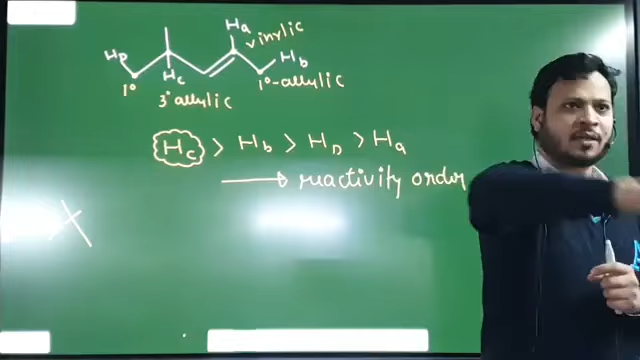 Ha
vinylic
HD
Hb
Hc
1°
1°-allylic
3° allylic
Hc > Hb > HD > Ha
→ reactivity order